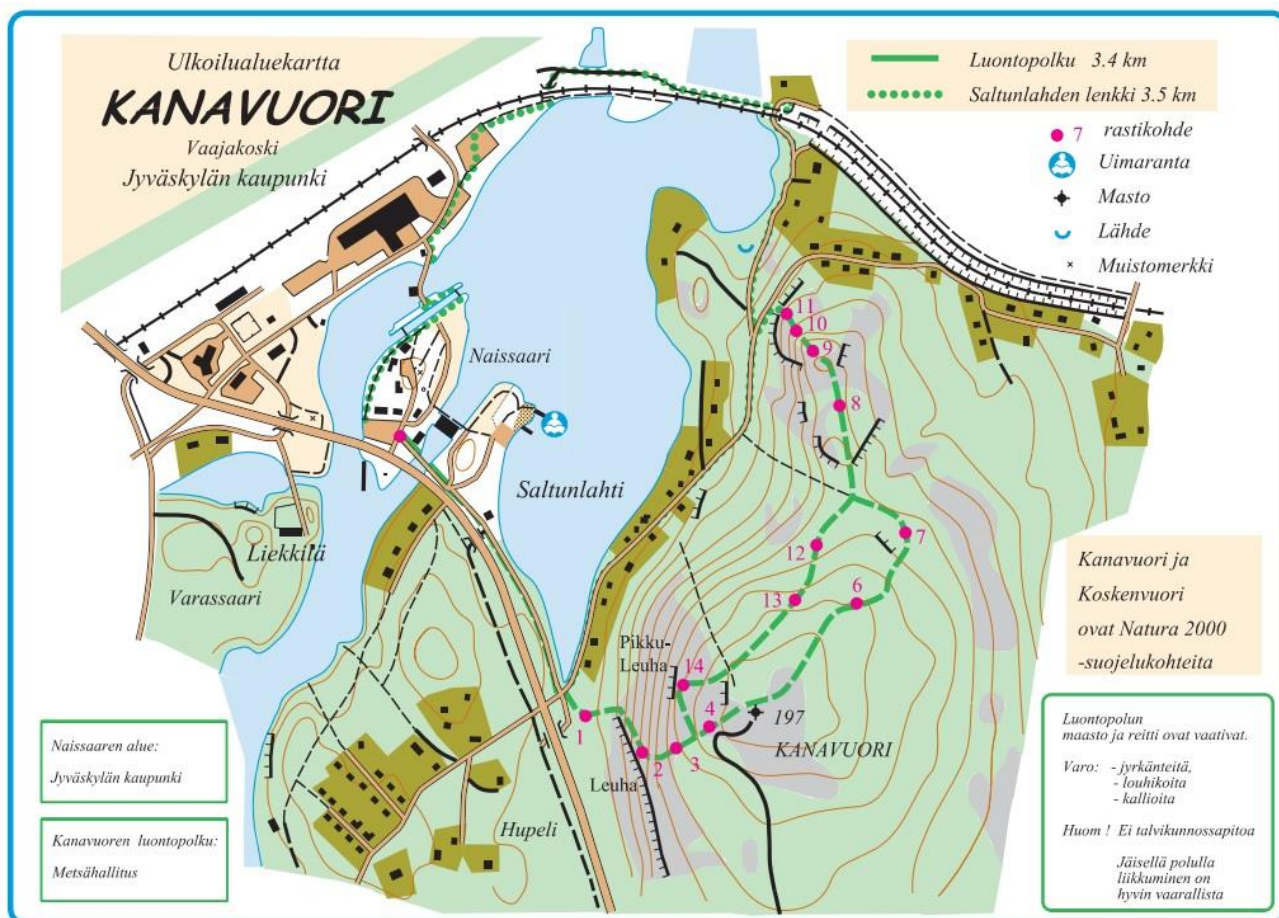 Ulkoilualuekartta
KANAVUORI
Vaajakoski
Jyväskylän kaupunki
Luontopolku 3.4 km
Saltunlahden lenkki 3.5 km
7 rastikohde
Uimaranta
Masto
Lähde
Muistomerkki
11
10
9
8
Naissaari
Saltunlahti
Liekkilä
Varassaari
7
12
6
13
Pikku-
Leuha
14
4
197
KANAVUORI
1
2
3
Leuha
Hupeli
Kanavuori ja
Koskenvuori
ovat Natura 2000
-suojelukohteita
Naissaaren alue:
Jyväskylän kaupunki
Kanavuoren luontopolku:
Metsähallitus
Luontopolun
maasto ja reitti ovat vaativat.
Varo: - jyrkänteitä,
- louhikoita
- kallioita
Huom ! Ei talvikunnossapitoa
Jäisellä polulla
liikkuminen on
hyvin vaarallista